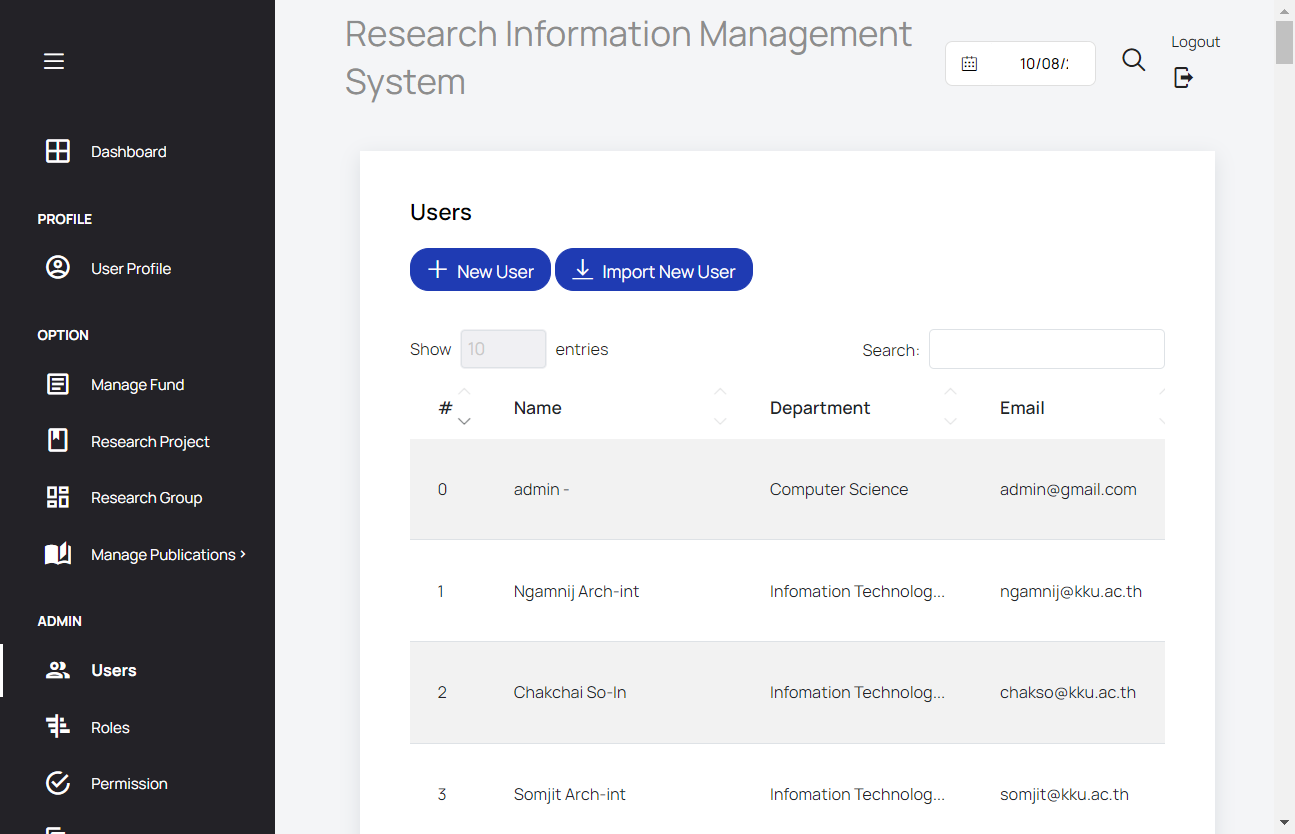 Research Information Management
System
10/08/
Logout
Dashboard
PROFILE
User Profile
OPTION
Manage Fund
Research Project
Research Group
Manage Publications >
ADMIN
Users
Roles
Permission
Users
New User
Import New User
Show 10 entries
Search:
# Name Department Email
0 admin - Computer Science admin@gmail.com
1 Ngamnij Arch-int Infomation Technolog... ngamnij@kku.ac.th
2 Chakchai So-In Infomation Technolog... chakso@kku.ac.th
3 Somjit Arch-int Infomation Technolog... somjit@kku.ac.th